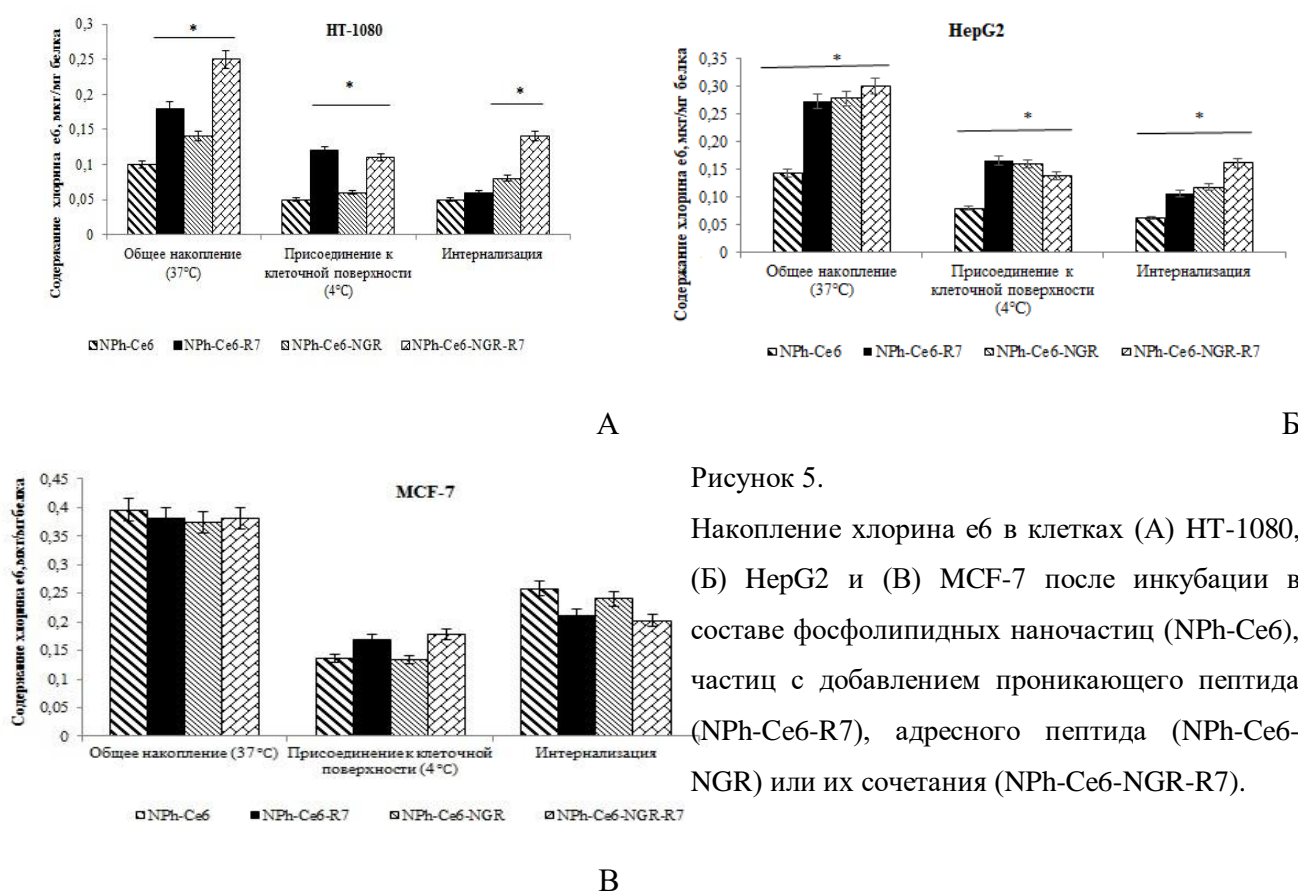 HT-1080
Содержание хлорина e6, мкг/мг белка
0,3
0,25
0,2
0,15
0,1
0,05
0
*
*
*
Общее накопление (37°C)
Присоединение к клеточной поверхности (4°C)
Интернализация
NPh-Ce6 NPh-Ce6-R7 NPh-Ce6-NGR NPh-Ce6-NGR-R7
А
HepG2
Содержание хлорина e6, мкг/мг белка
0,35
0,30
0,25
0,20
0,15
0,10
0,05
0
*
*
*
Общее накопление (37°C)
Присоединение к клеточной поверхности (4°C)
Интернализация
NPh-Ce6 NPh-Ce6-R7 NPh-Ce6-NGR NPh-Ce6-NGR-R7
Б
MCF-7
Содержание хлорина e6, мкг/мг белка
0,45
0,4
0,35
0,3
0,25
0,2
0,15
0,1
0,05
0
Общее накопление (37°C)
Присоединение к клеточной поверхности (4°C)
Интернализация
NPh-Ce6 NPh-Ce6-R7 NPh-Ce6-NGR NPh-Ce6-NGR-R7
В
Рисунок 5.
Накопление хлорина e6 в клетках (А) HT-1080,
(Б) HepG2 и (В) MCF-7 после инкубации в
составе фосфолипидных наночастиц (NPh-Ce6),
частиц с добавлением проникающего пептида
(NPh-Ce6-R7), адресного пептида (NPh-Ce6-
NGR) или их сочетания (NPh-Ce6-NGR-R7).